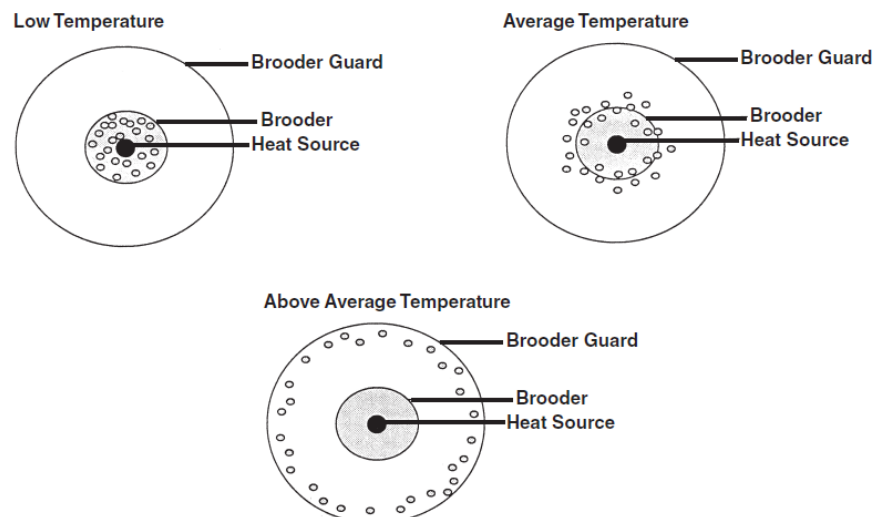 Low Temperature
Brooder Guard
Brooder
Heat Source
Average Temperature
Brooder Guard
Brooder
Heat Source
Above Average Temperature
Brooder Guard
Brooder
Heat Source